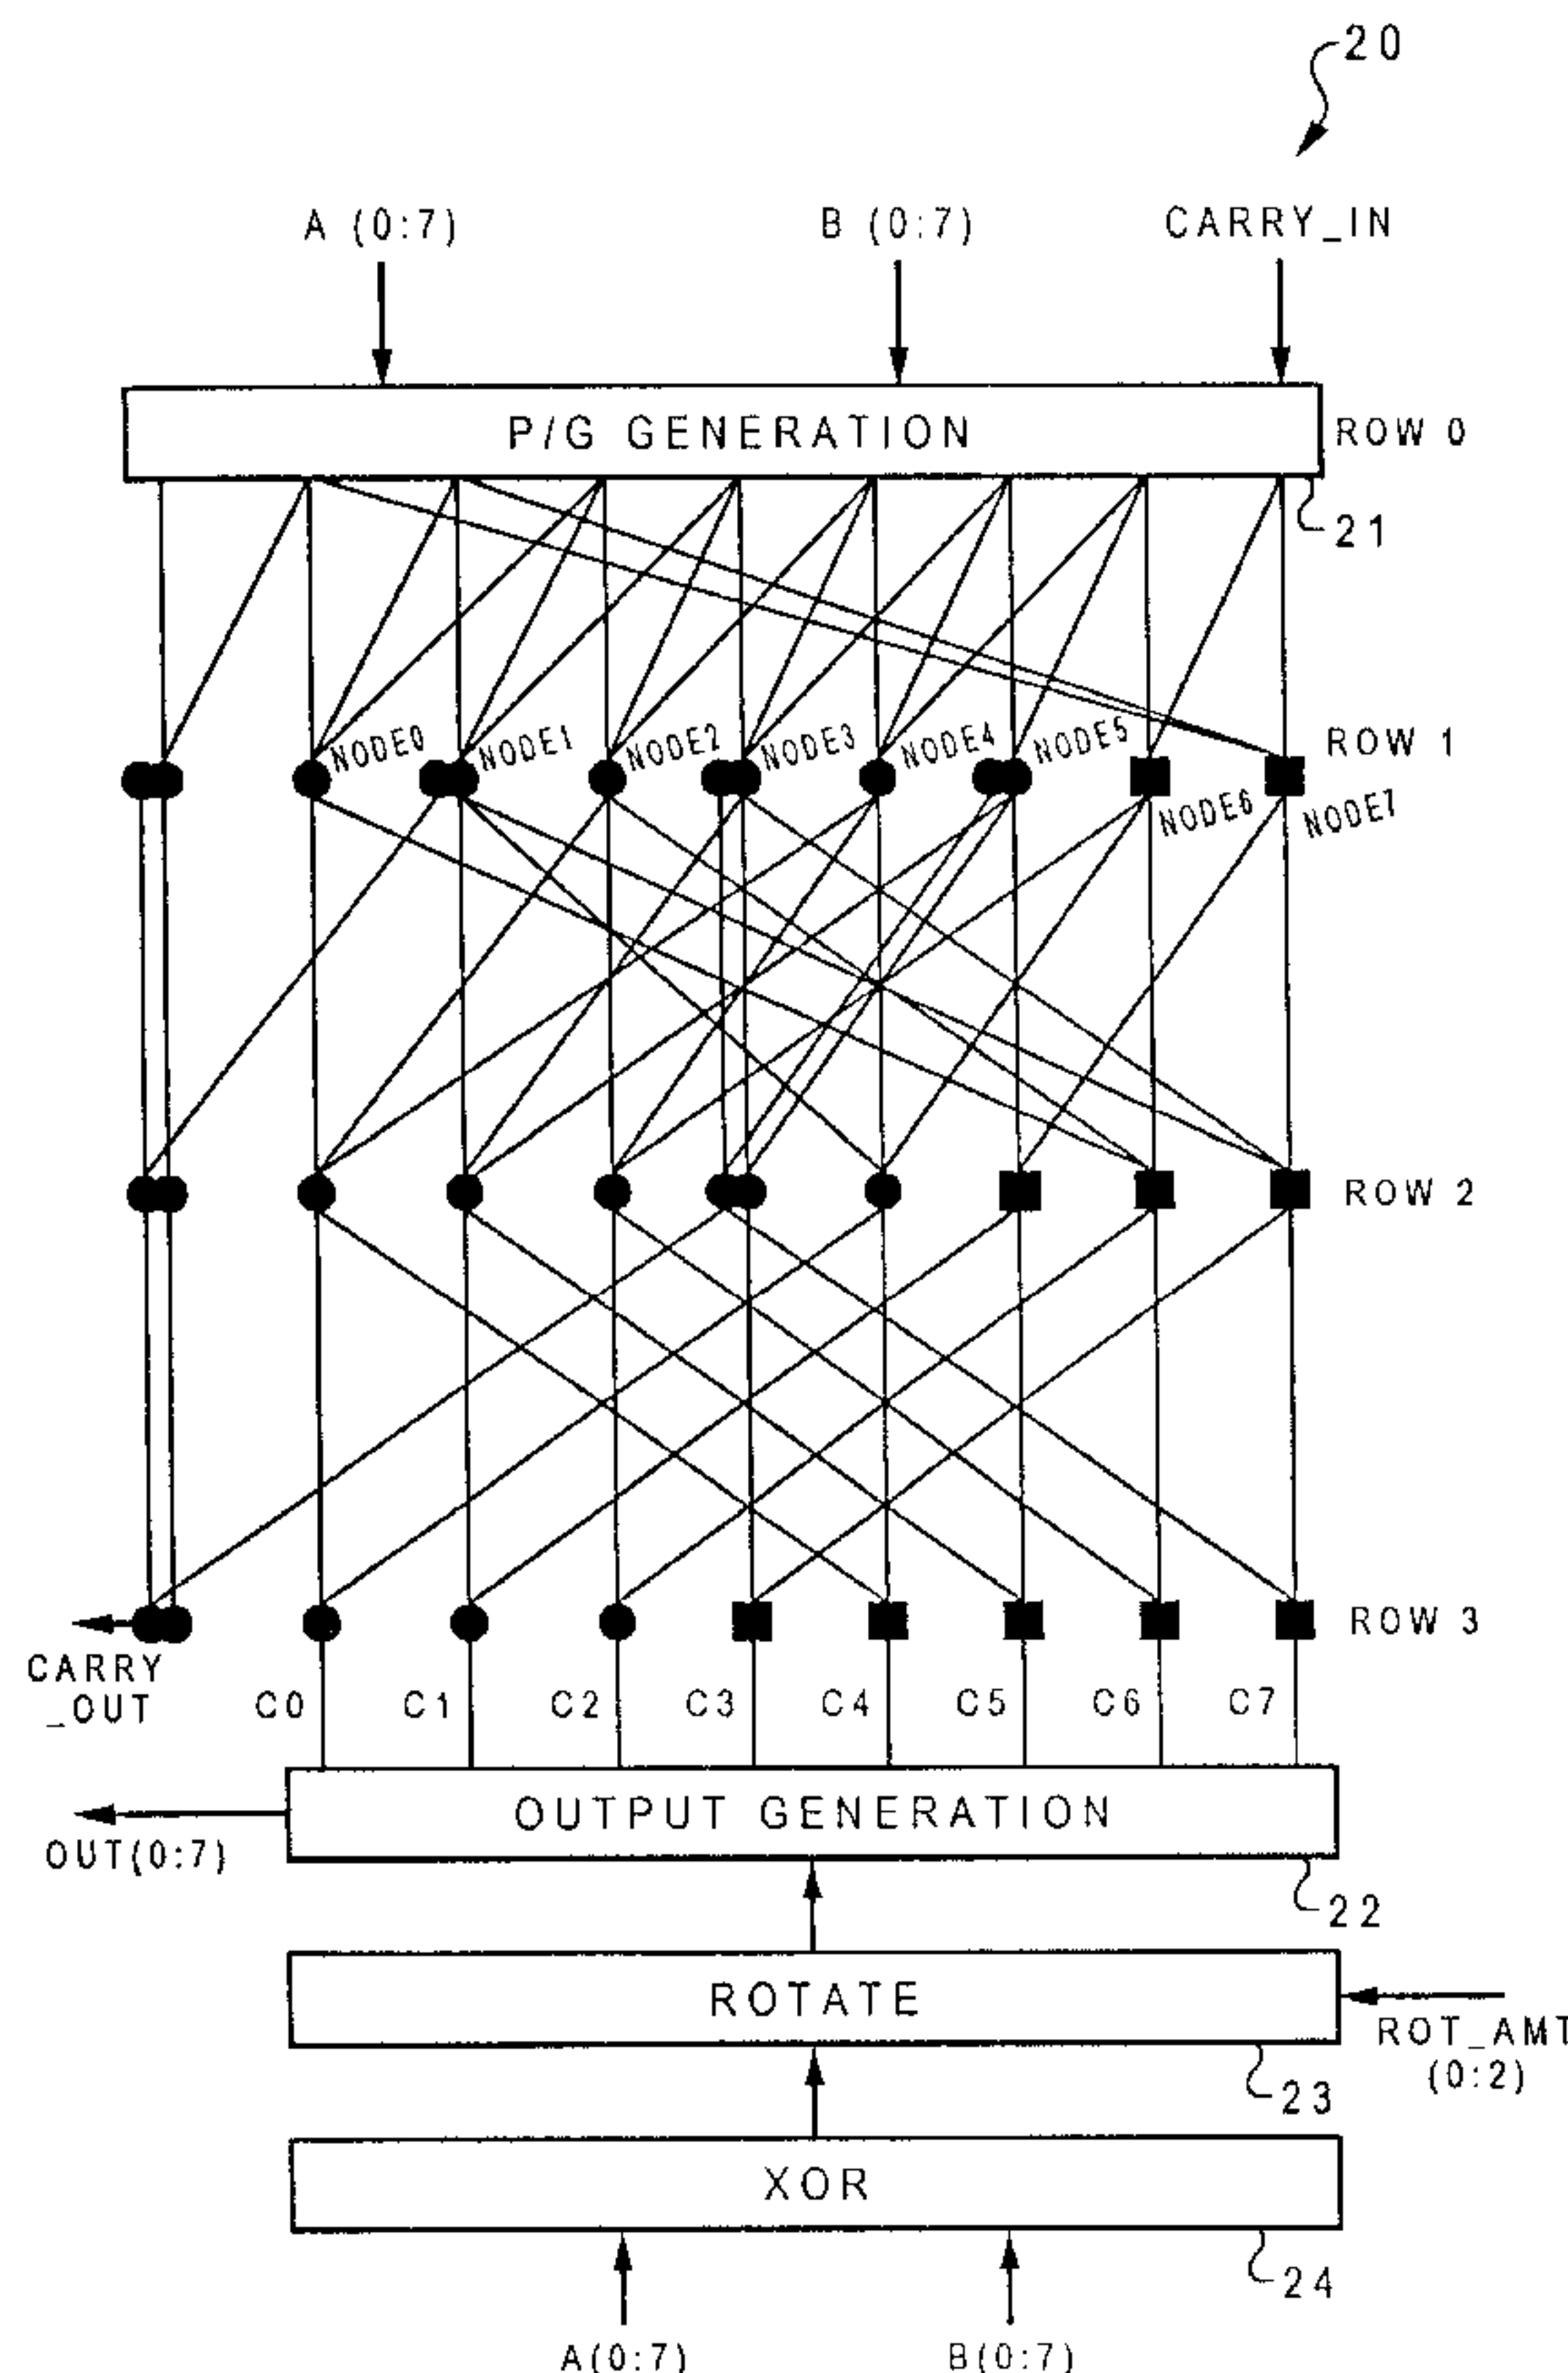 20
A (0:7)
B (0:7)
CARRY_IN
P/G GENERATION
ROW 0
21
NODE0
NODE1
NODE2
NODE3
NODE4
NODE5
ROW 1
NODE6
NODE7
ROW 2
ROW 3
CARRY
_OUT
C0
C1
C2
C3
C4
C5
C6
C7
OUTPUT GENERATION
OUT(0:7)
22
ROTATE
ROT_AMT
(0:2)
23
XOR
24
A(0:7)
B(0:7)